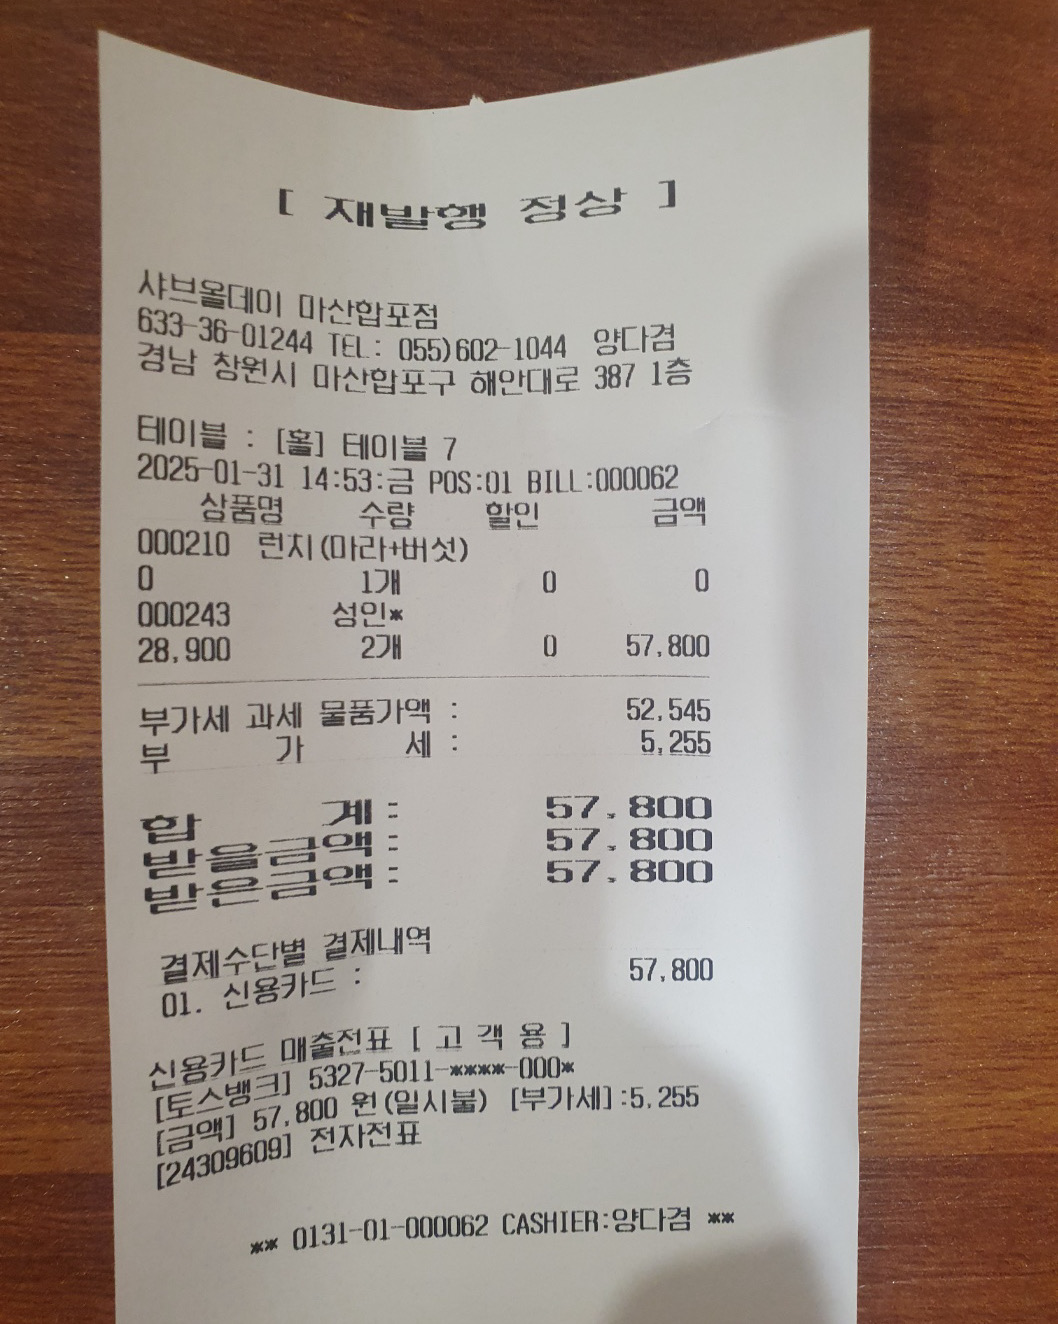 [ 재발행 정상 ]
샤브올데이 마산합포점
633-36-01244 TEL: 055)602-1044 양다겸
경남 창원시 마산합포구 해안대로 387 1층
테이블 : [홀] 테이블 7
2025-01-31 14:53:금 POS:01 BILL:000062
상품명 수량 할인 금액
000210 런치(마라+버섯)
0 1개 0 0
000243 성인*
28,900 2개 0 57,800
부가세 과세 물품가액 : 52,545
부 가 세 : 5,255
합 계 : 57,800
받을금액 : 57,800
받은금액 : 57,800
결제수단별 결제내역
01. 신용카드 : 57,800
신용카드 매출전표 [ 고 객 용 ]
[토스뱅크] 5327-5011-****-000*
[금액] 57,800 원(일시불) [부가세]:5,255
[24309609] 전자전표
** 0131-01-000062 CASHIER:양다겸 **